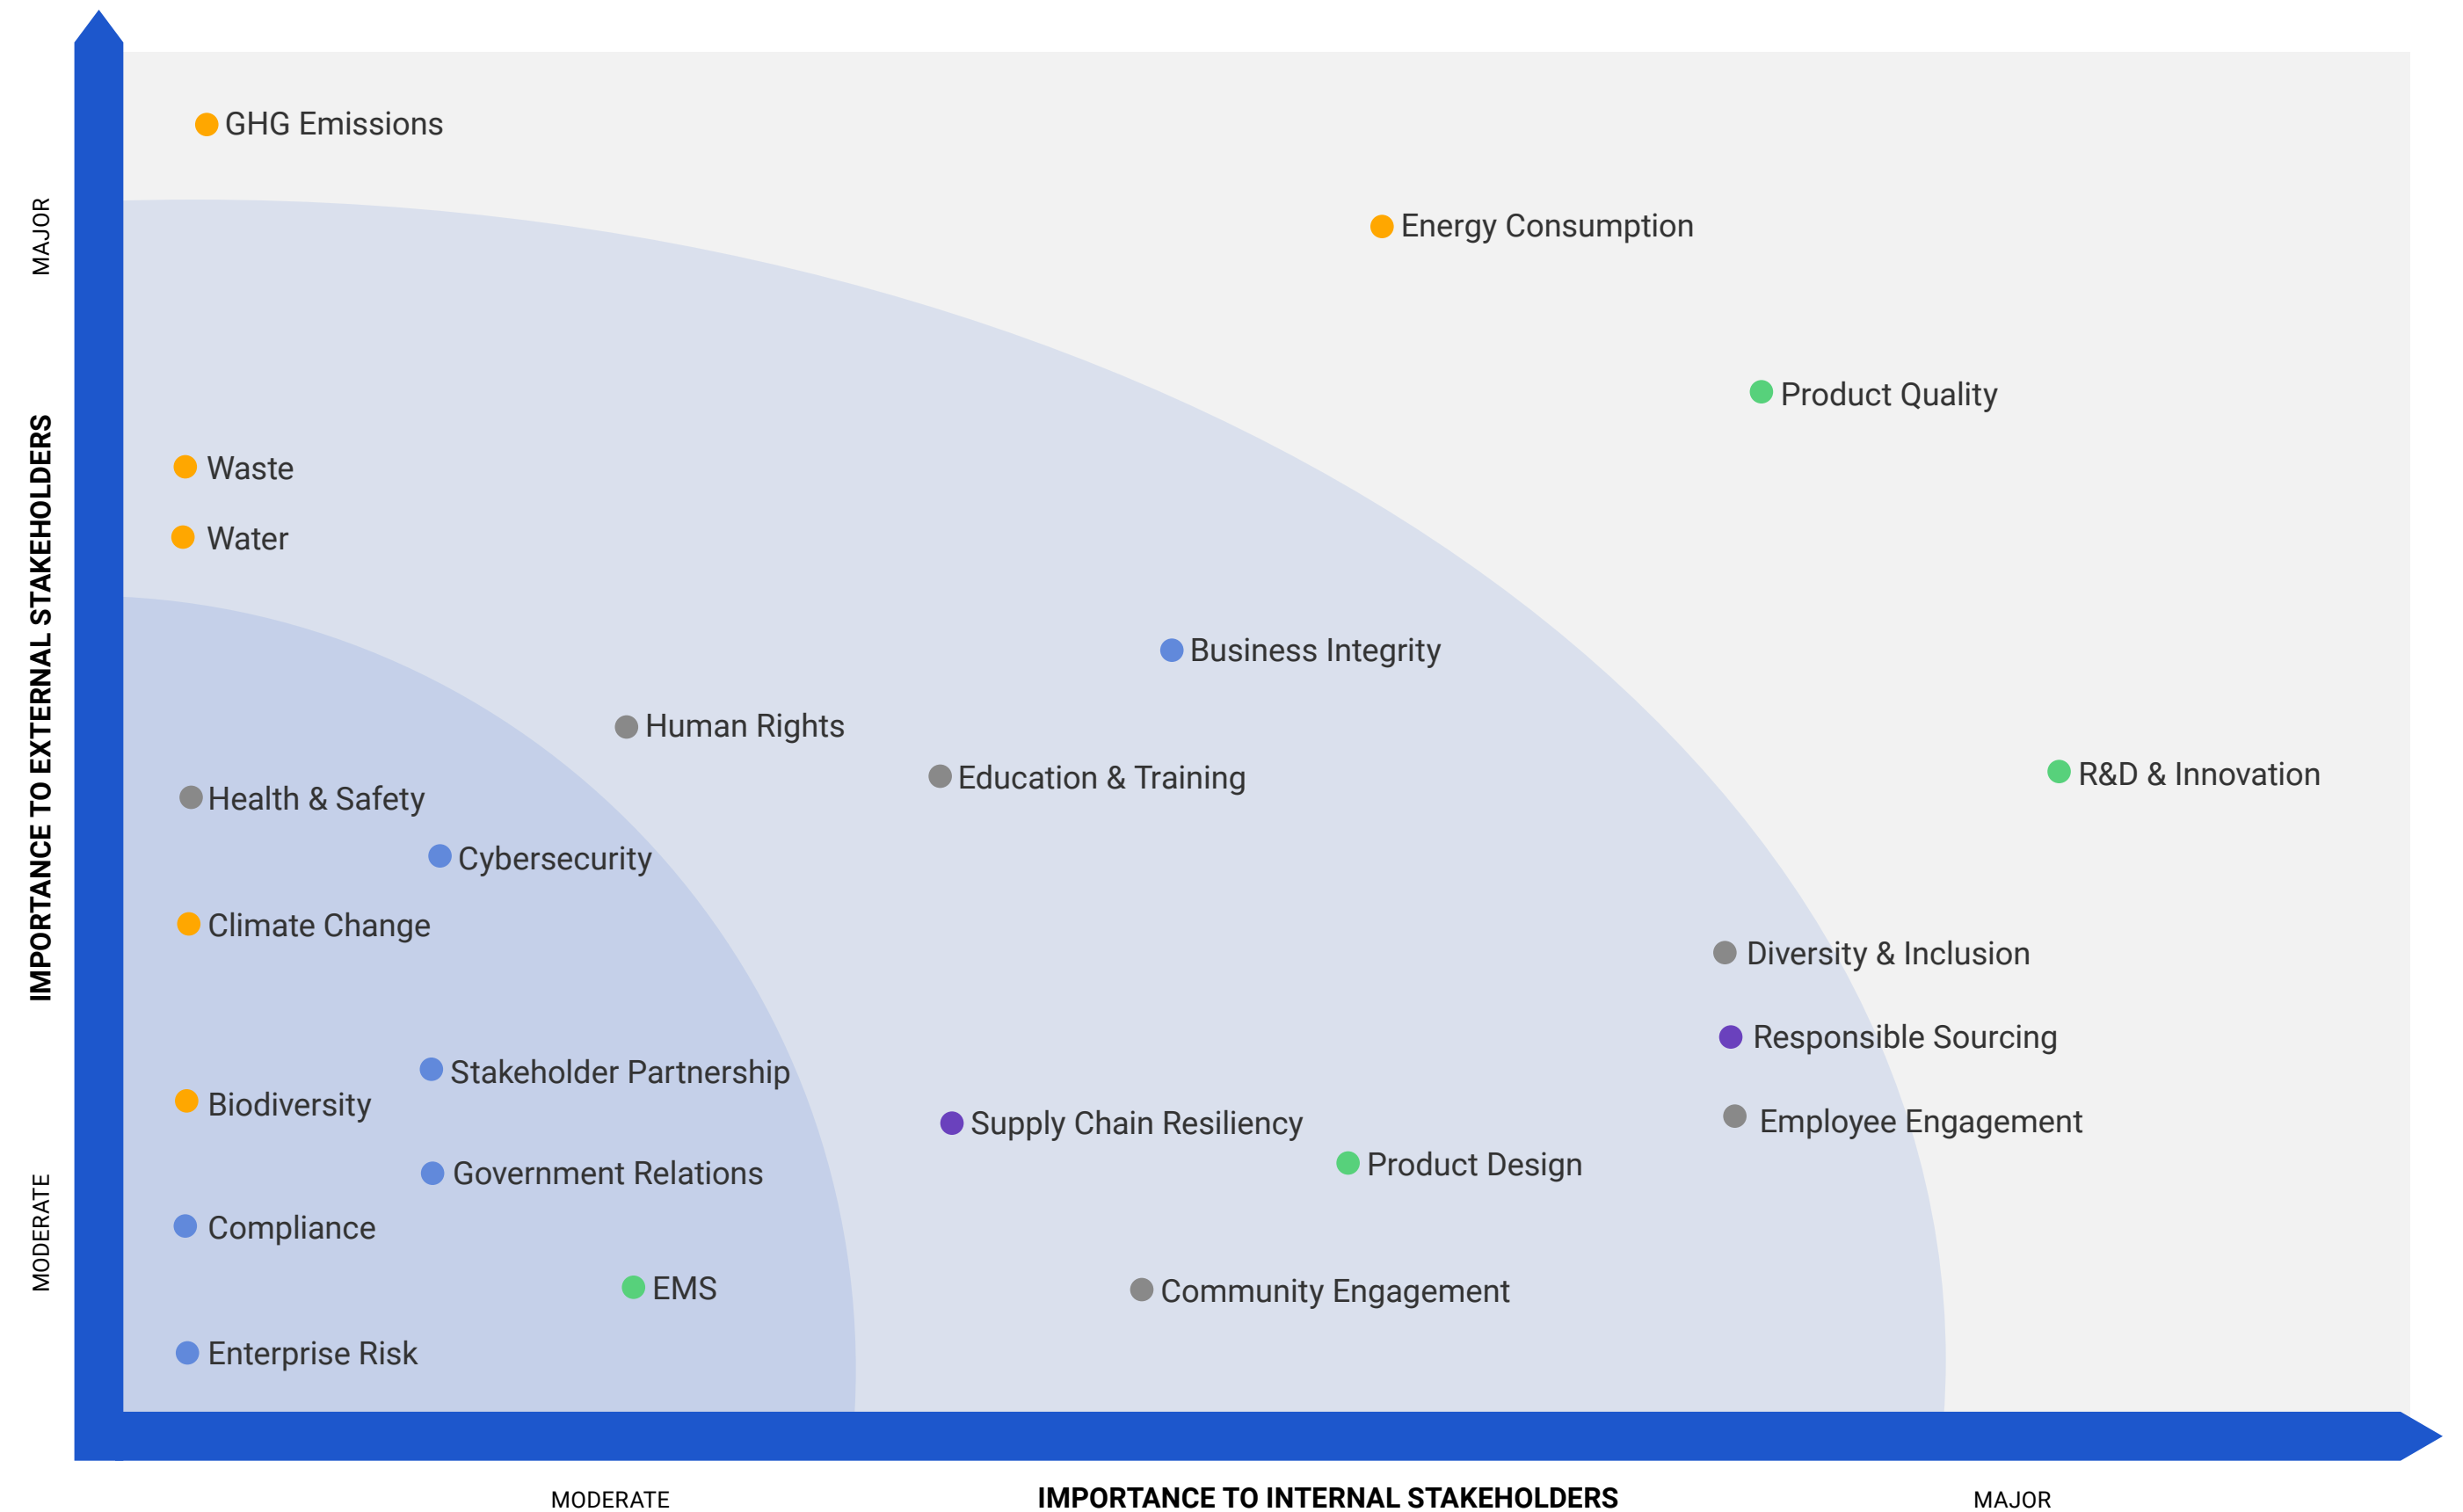 GHG Emissions
MAJOR
Energy Consumption
Product Quality
Waste
Water
IMPORTANCE TO EXTERNAL STAKEHOLDERS
Business Integrity
Human Rights
Education & Training
R&D & Innovation
Health & Safety
Cybersecurity
Climate Change
Diversity & Inclusion
Responsible Sourcing
Stakeholder Partnership
Biodiversity
Supply Chain Resiliency
Employee Engagement
Product Design
Government Relations
MODERATE
Compliance
EMS
Community Engagement
Enterprise Risk
MODERATE
IMPORTANCE TO INTERNAL STAKEHOLDERS
MAJOR